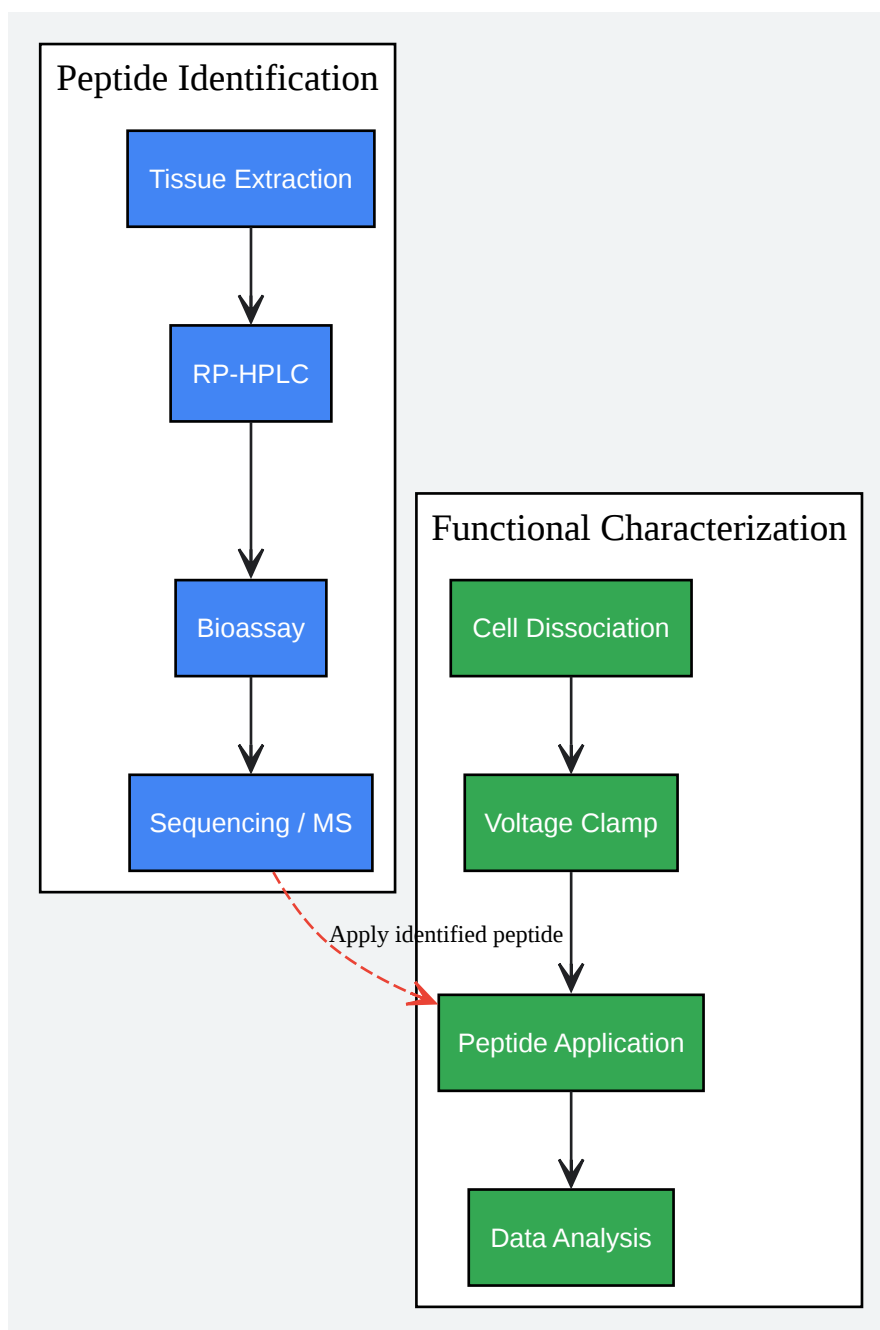 Peptide Identification
Tissue Extraction
RP-HPLC
Bioassay
Sequencing / MS
Apply identified peptide
Functional Characterization
Cell Dissociation
Voltage Clamp
Peptide Application
Data Analysis